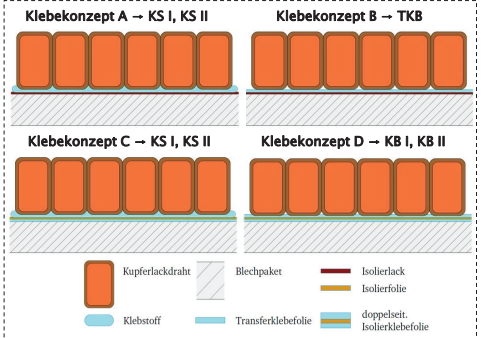 Klebekonzept A → KS I, KS II
Klebekonzept B → TKB
Klebekonzept C → KS I, KS II
Klebekonzept D → KB I, KB II
Kupferlackdraht
Blechpaket
Isolierlack
Isolierfolie
Klebstoff
Transferklebefolie
doppelseit.
Isolierklebefolie